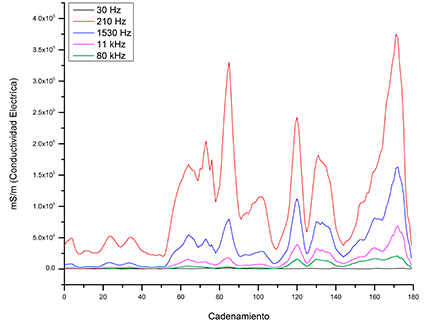 30 Hz
210 Hz
1530 Hz
11 kHz
80 kHz
mS/m (Conductividad Electrica)
4.0x10⁵
3.5x10⁵
3.0x10⁵
2.5x10⁵
2.0x10⁵
1.5x10⁵
1.0x10⁵
5.0x10⁴
0.0
0 20 40 60 80 100 120 140 160 180
Cadenamiento